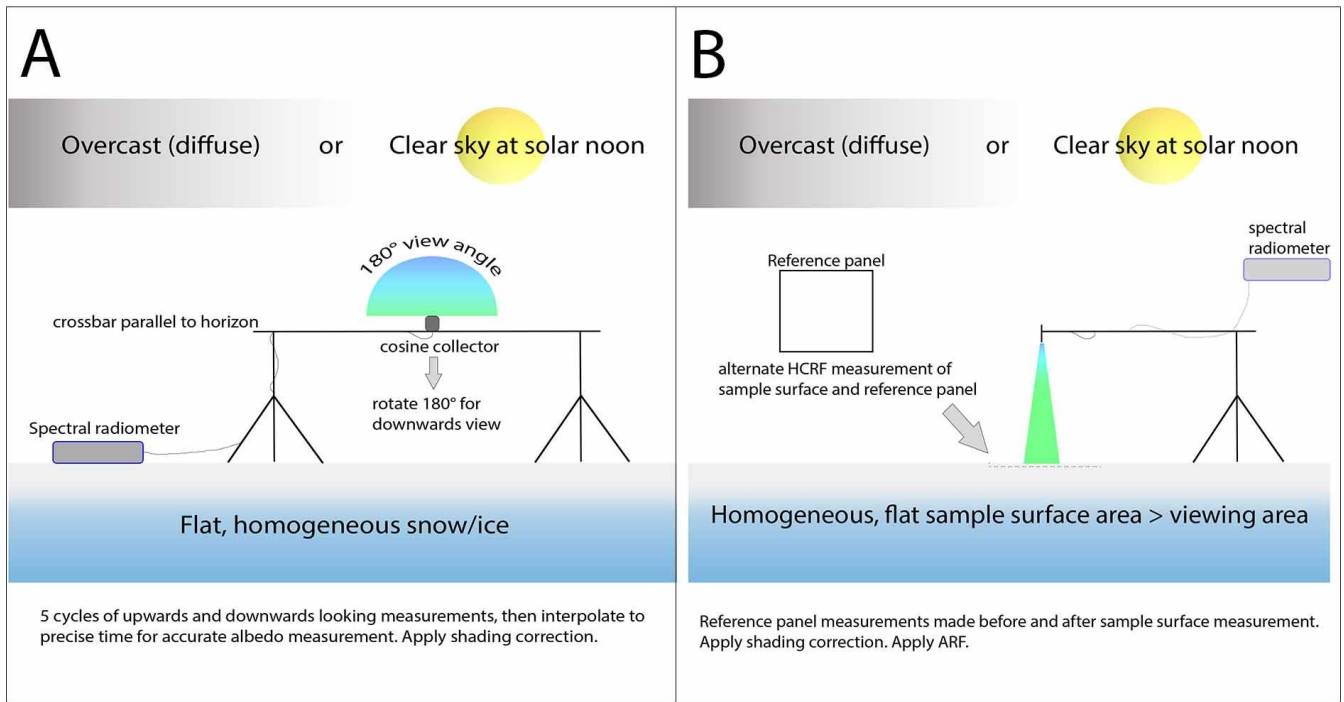 A
Overcast (diffuse) or Clear sky at solar noon
180° view angle
crossbar parallel to horizon
cosine collector
rotate 180° for
downwards view
Spectral radiometer
Flat, homogeneous snow/ice
5 cycles of upwards and downwards looking measurements, then interpolate to
precise time for accurate albedo measurement. Apply shading correction.
B
Overcast (diffuse) or Clear sky at solar noon
spectral
radiometer
Reference panel
alternate HCRF measurement of
sample surface and reference panel
Homogeneous, flat sample surface area > viewing area
Reference panel measurements made before and after sample surface measurement.
Apply shading correction. Apply ARF.